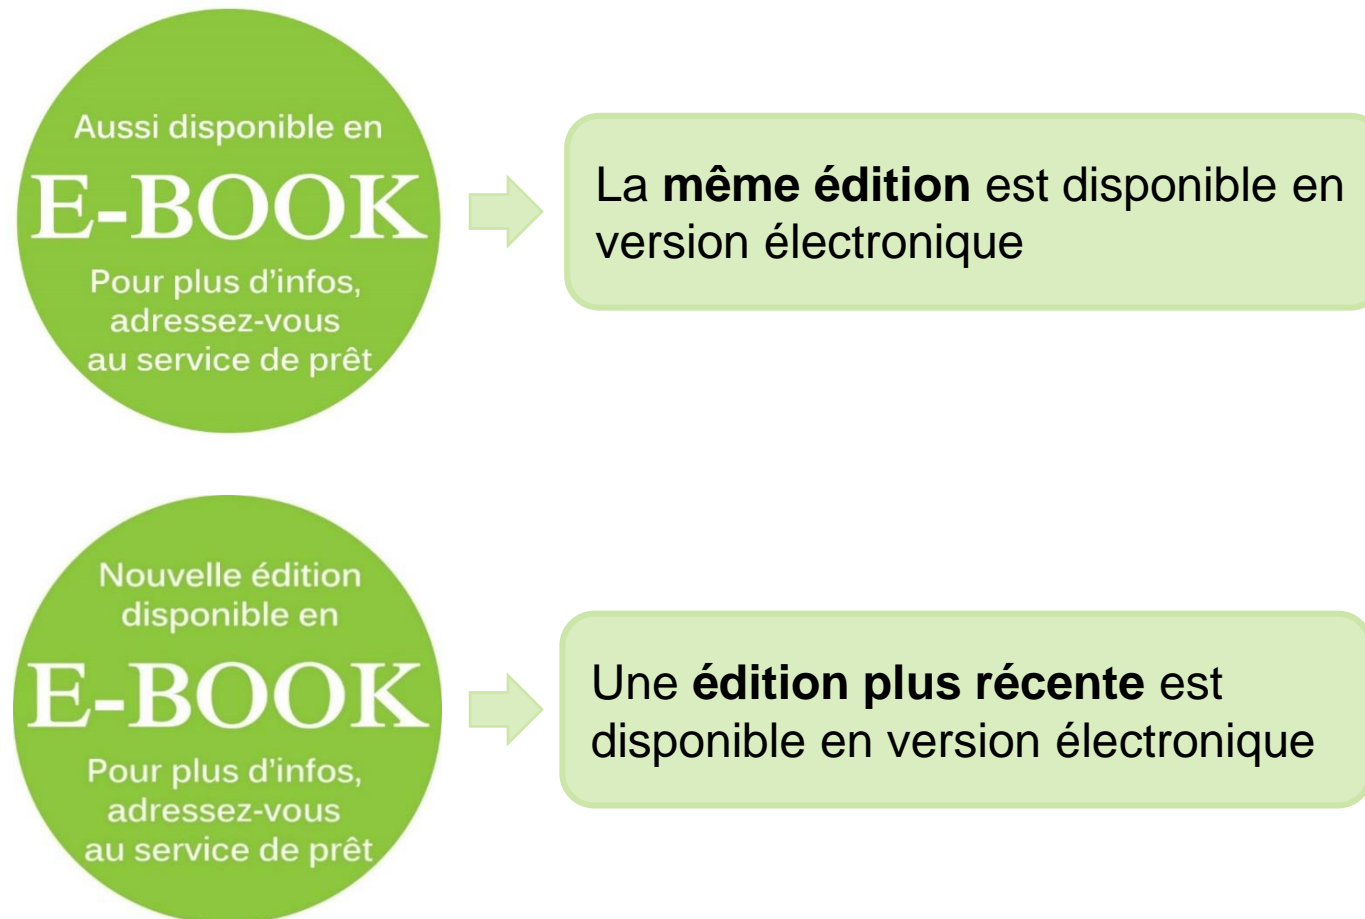 Aussi disponible en
E-BOOK
Pour plus d'infos,
adressez-vous
au service de prêt
La même édition est disponible en
version électronique
Nouvelle édition
disponible en
E-BOOK
Pour plus d'infos,
adressez-vous
au service de prêt
Une édition plus récente est
disponible en version électronique